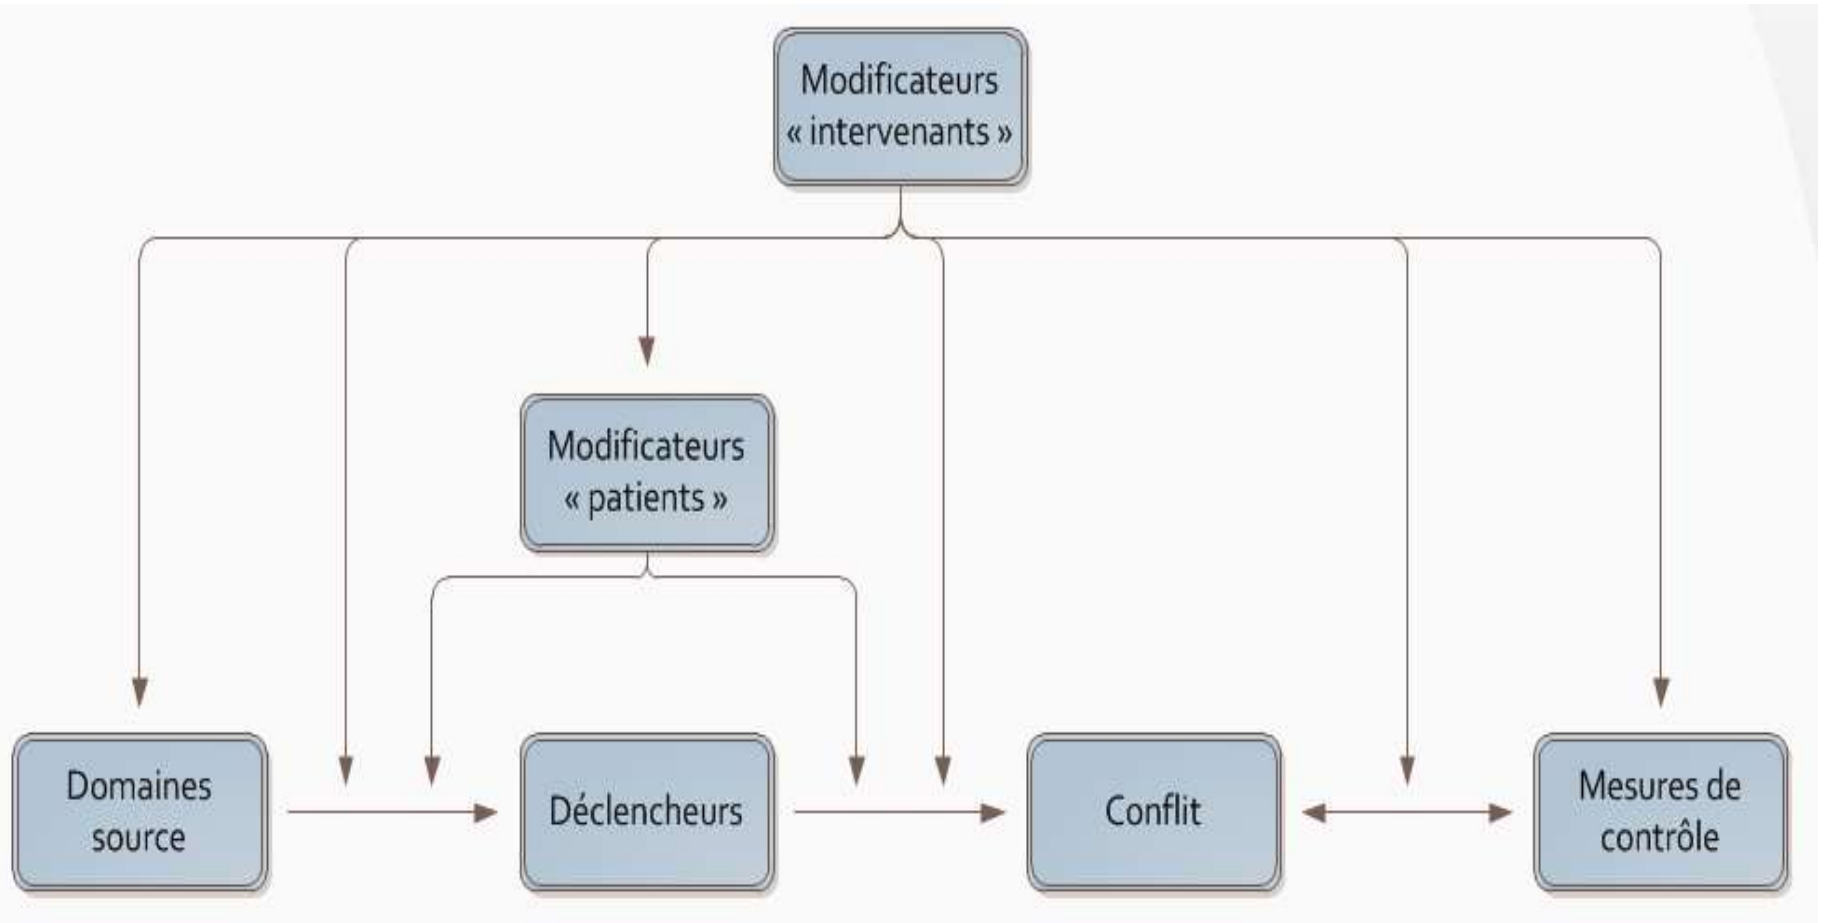 Modificateurs
« intervenants »
Modificateurs
« patients »
Domaines
source
Déclencheurs
Conflit
Mesures de
contrôle